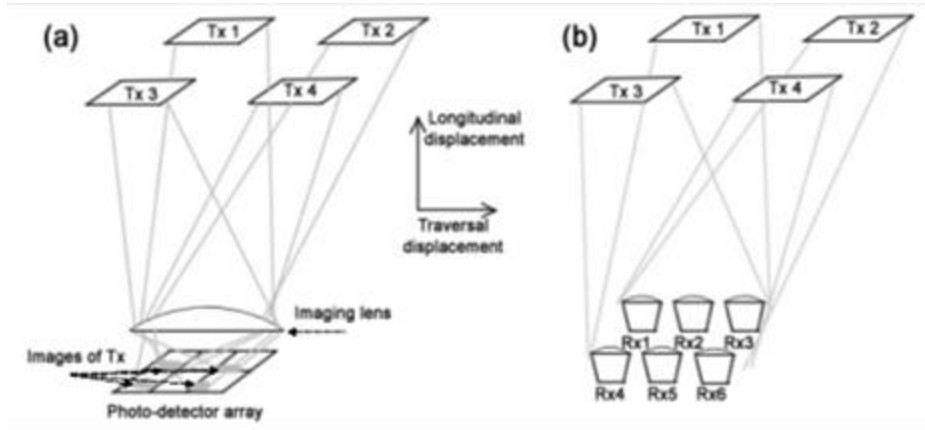 (a)
Tx 1
Tx 2
Tx 3
Tx 4
Longitudinal
displacement
Traversal
displacement
Imaging lens
Images of Tx
Photo-detector array
(b)
Tx 1
Tx 2
Tx 3
Tx 4
Rx1
Rx2
Rx3
Rx4
Rx5
Rx6